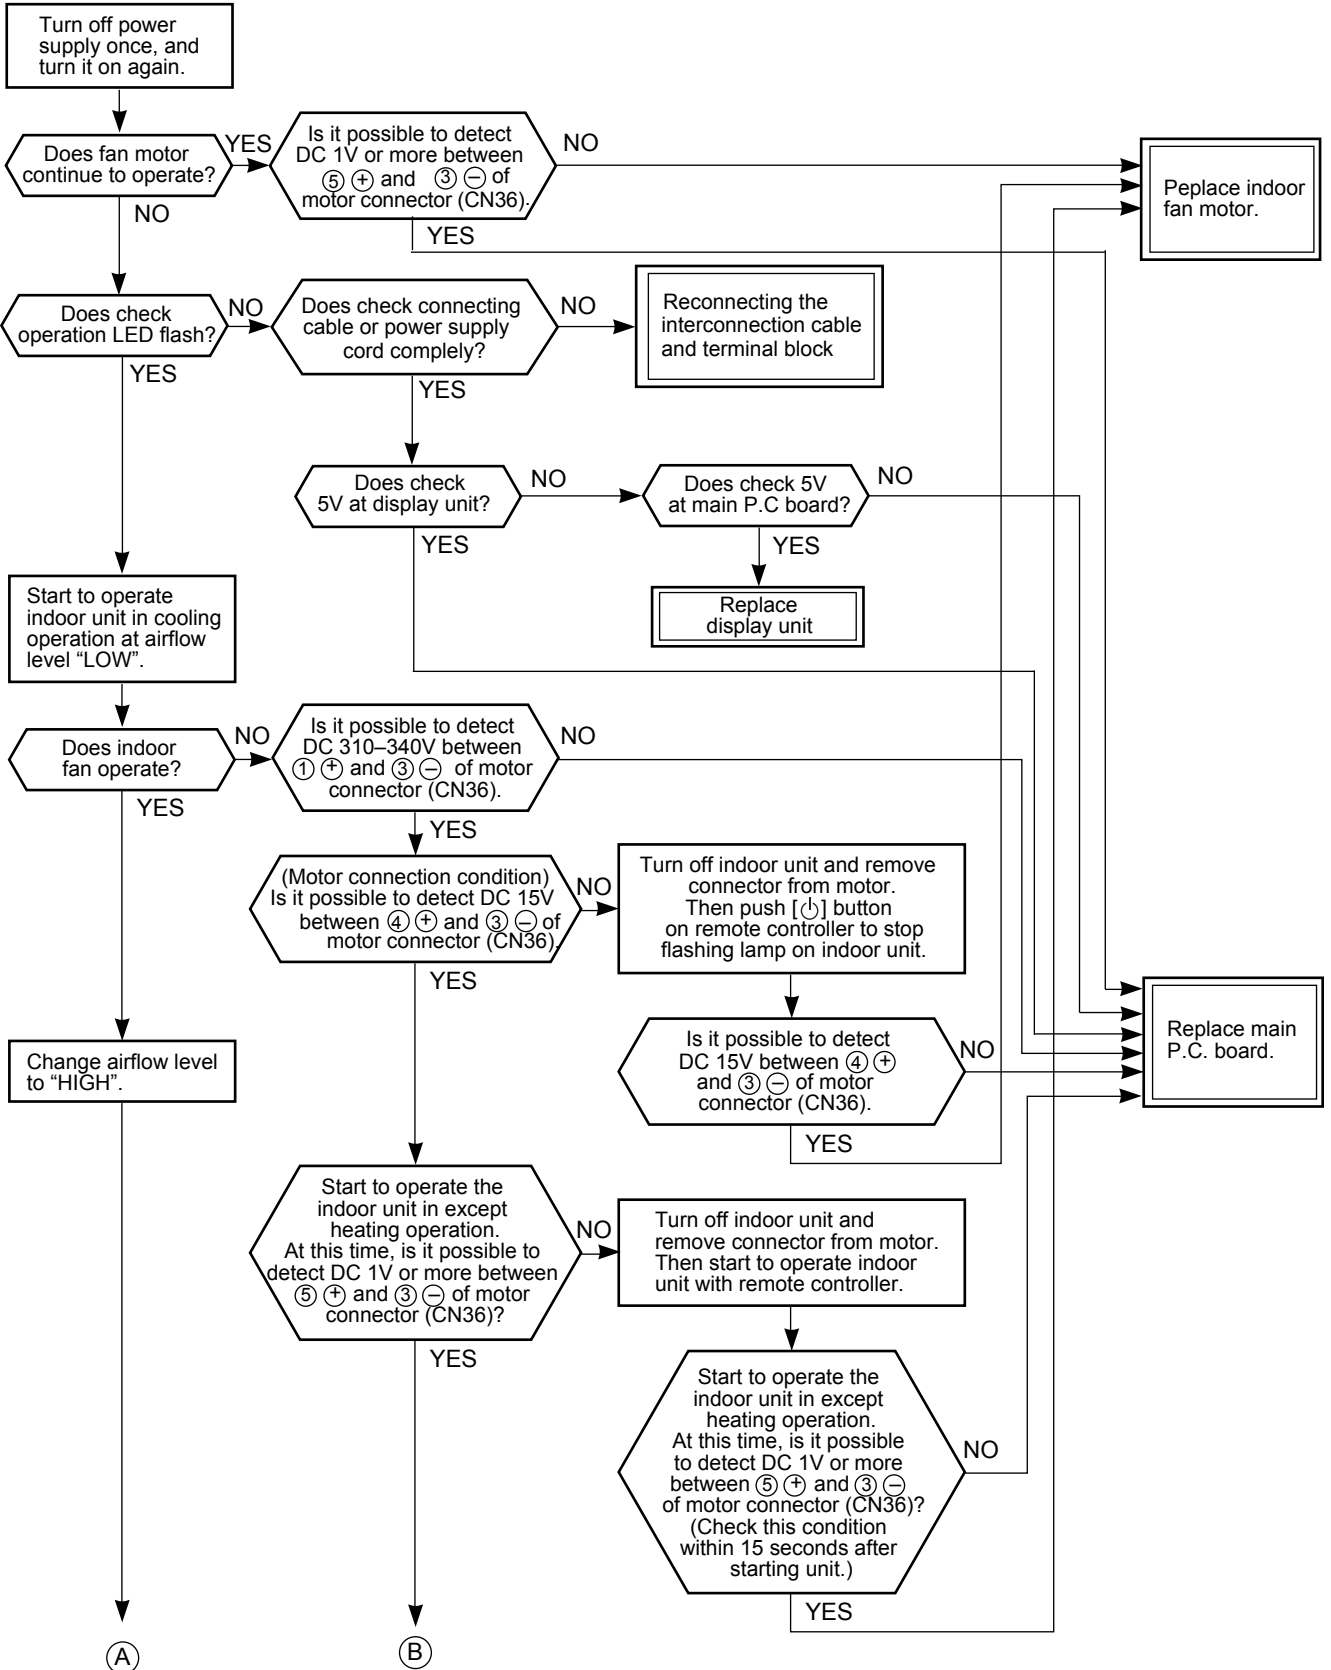 Turn off power
supply once, and
turn it on again.
Does fan motor
continue to operate?
YES
NO
Is it possible to detect
DC 1V or more between
⑤ ⊕ and ③ ⊖ of
motor connector (CN36).
NO
YES
Peplace indoor
fan motor.
Does check
operation LED flash?
NO
YES
Does check connecting
cable or power supply
cord complely?
NO
YES
Reconnecting the
interconnection cable
and terminal block
Does check
5V at display unit?
NO
YES
Does check 5V
at main P.C board?
NO
YES
Replace
display unit
Start to operate
indoor unit in cooling
operation at airflow
level “LOW”.
Does indoor
fan operate?
NO
YES
Is it possible to detect
DC 310–340V between
① ⊕ and ③ ⊖ of motor
connector (CN36).
NO
YES
(Motor connection condition)
Is it possible to detect DC 15V
between ④ ⊕ and ③ ⊖ of
motor connector (CN36).
NO
YES
Turn off indoor unit and remove
connector from motor.
Then push [⏻] button
on remote controller to stop
flashing lamp on indoor unit.
Is it possible to detect
DC 15V between ④ ⊕
and ③ ⊖ of motor
connector (CN36).
NO
YES
Replace main
P.C. board.
Change airflow level
to “HIGH”.
Start to operate the
indoor unit in except
heating operation.
At this time, is it possible to
detect DC 1V or more between
⑤ ⊕ and ③ ⊖ of motor
connector (CN36)?
NO
YES
Turn off indoor unit and
remove connector from motor.
Then start to operate indoor
unit with remote controller.
Start to operate the
indoor unit in except
heating operation.
At this time, is it possible
to detect DC 1V or more
between ⑤ ⊕ and ③ ⊖
of motor connector (CN36)?
(Check this condition
within 15 seconds after
starting unit.)
NO
YES
Ⓐ
Ⓑ